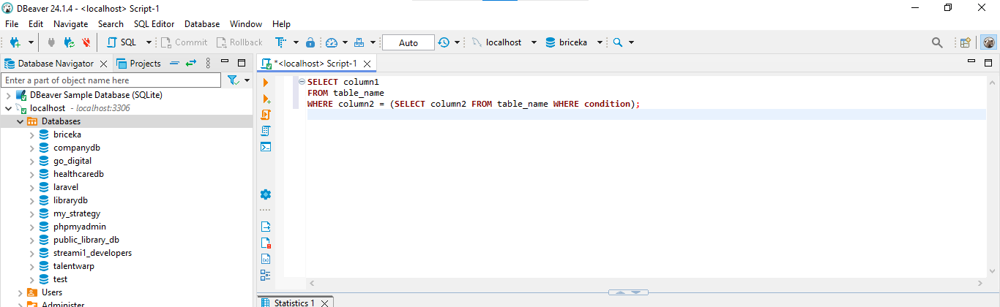 DBeaver 24.1.4 - <localhost> Script-1
File Edit Navigate Search SQL Editor Database Window Help
SQL Commit Rollback Auto localhost briceka
Database Navigator Projects
Enter a part of object name here
DBeaver Sample Database (SQLite)
localhost - localhost:3306
Databases
briceka
companydb
go_digital
healthcaredb
laravel
librarydb
my_strategy
phpmyadmin
public_library_db
streami1_developers
talentwarp
test
Users
Administer
*<localhost> Script-1
SELECT column1
FROM table_name
WHERE column2 = (SELECT column2 FROM table_name WHERE condition);
Statistics 1